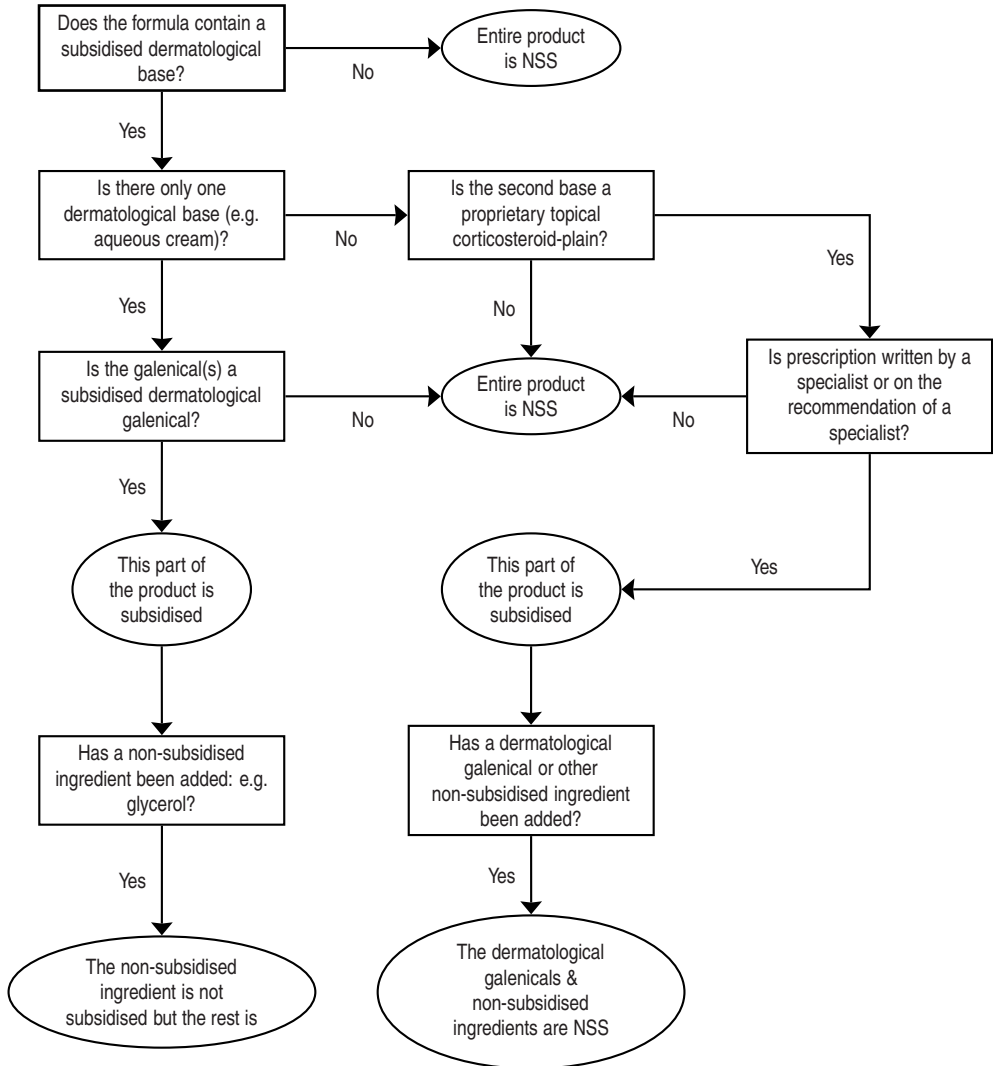 Does the formula contain a
subsidised dermatological
base?
No
Entire product
is NSS
Yes
Is there only one
dermatological base (e.g.
aqueous cream)?
No
Is the second base a
proprietary topical
corticosteroid-plain?
Yes
Yes
No
Is the galenical(s) a
subsidised dermatological
galenical?
No
Entire product
is NSS
No
Is prescription written by a
specialist or on the
recommendation of a
specialist?
Yes
This part of
the product is
subsidised
This part of
the product is
subsidised
Yes
Has a non-subsidised
ingredient been added: e.g.
glycerol?
Has a dermatological
galenical or other
non-subsidised ingredient
been added?
Yes
Yes
The non-subsidised
ingredient is not
subsidised but the rest is
The dermatological
galenicals &
non-subsidised
ingredients are NSS